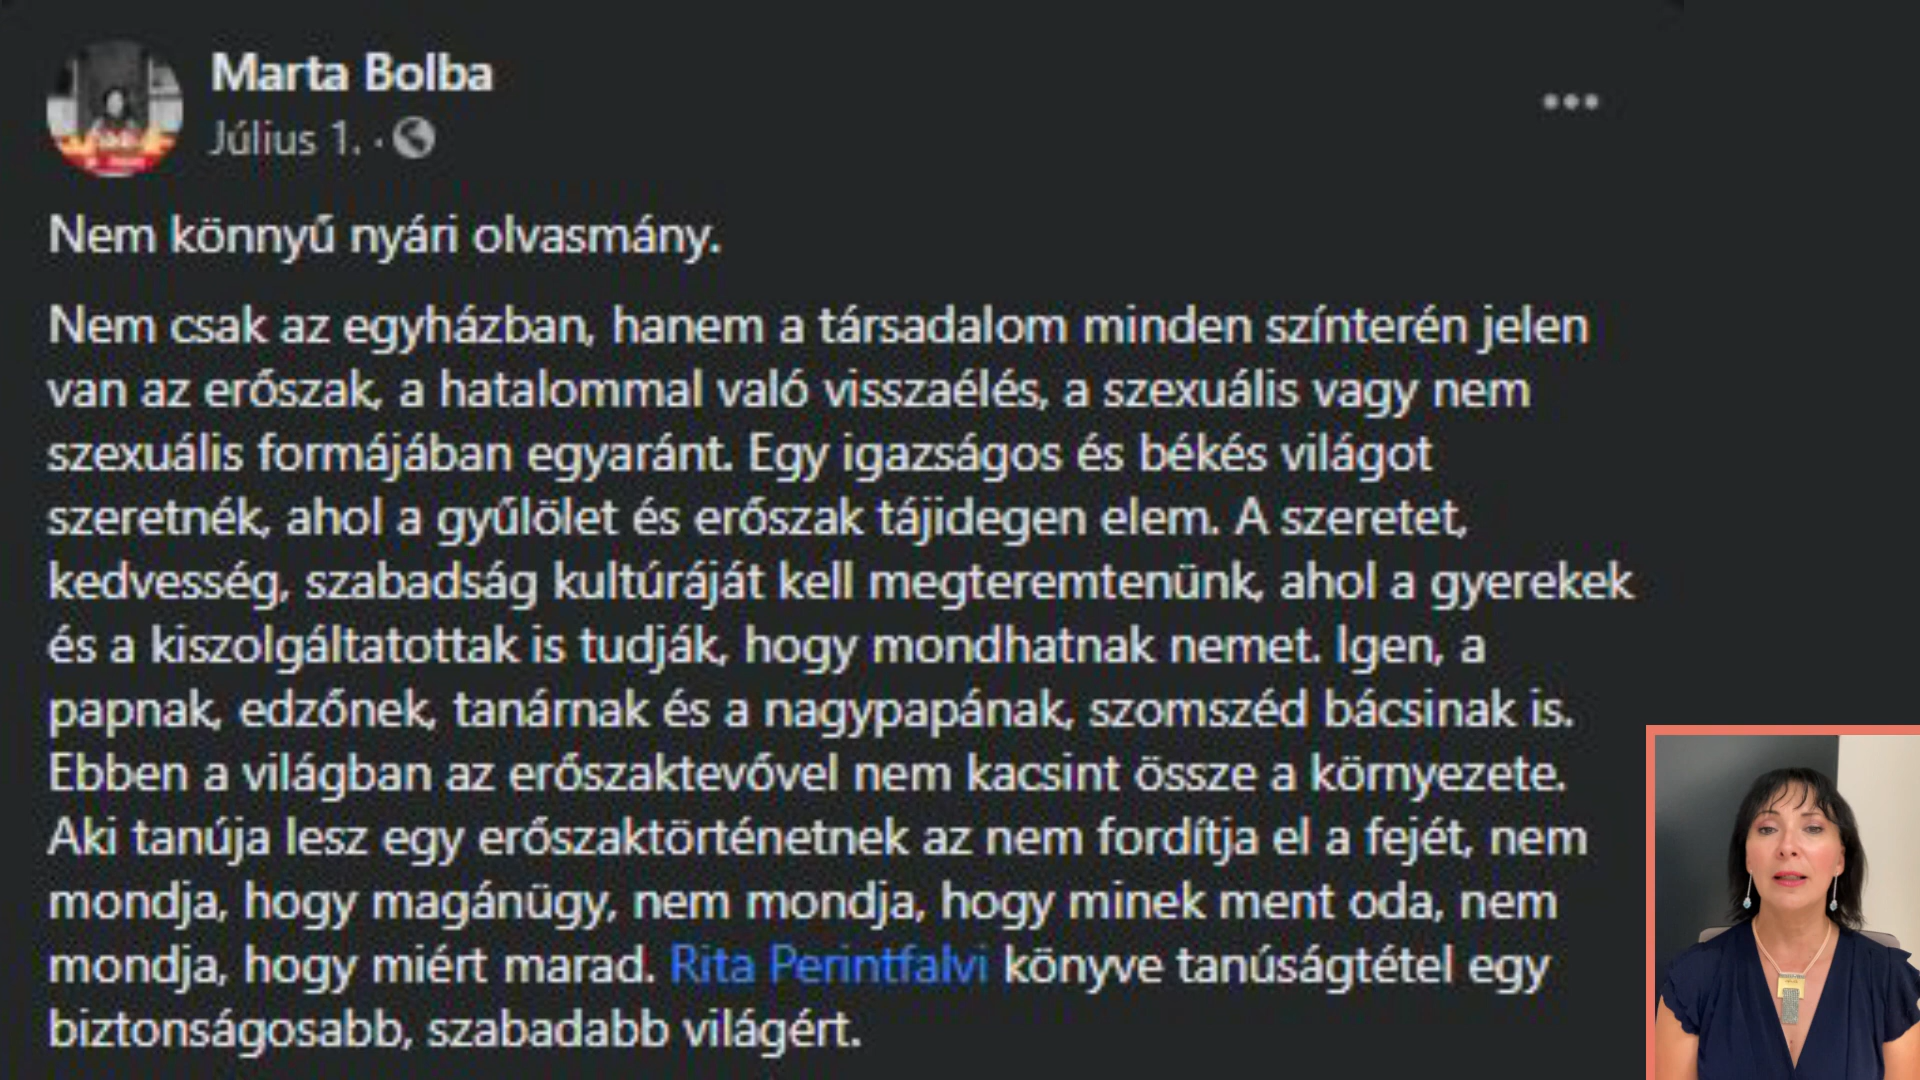 Marta Bolba
Július 1. ·
Nem könnyű nyári olvasmány.
Nem csak az egyházban, hanem a társadalom minden színterén jelen
van az erőszak, a hatalommal való visszaélés, a szexuális vagy nem
szexuális formájában egyaránt. Egy igazságos és békés világot
szeretnék, ahol a gyűlölet és erőszak tájidegen elem. A szeretet,
kedvesség, szabadság kultúráját kell megteremtenünk, ahol a gyerekek
és a kiszolgáltatottak is tudják, hogy mondhatnak nemet. Igen, a
papnak, edzőnek, tanárnak és a nagypapának, szomszéd bácsinak is.
Ebben a világban az erőszaktevővel nem kacsint össze a környezete.
Aki tanúja lesz egy erőszaktörténetnek az nem fordítja el a fejét, nem
mondja, hogy magánügy, nem mondja, hogy minek ment oda, nem
mondja, hogy miért marad. Rita Perintfalvi könyve tanúságtétel egy
biztonságosabb, szabadabb világért.